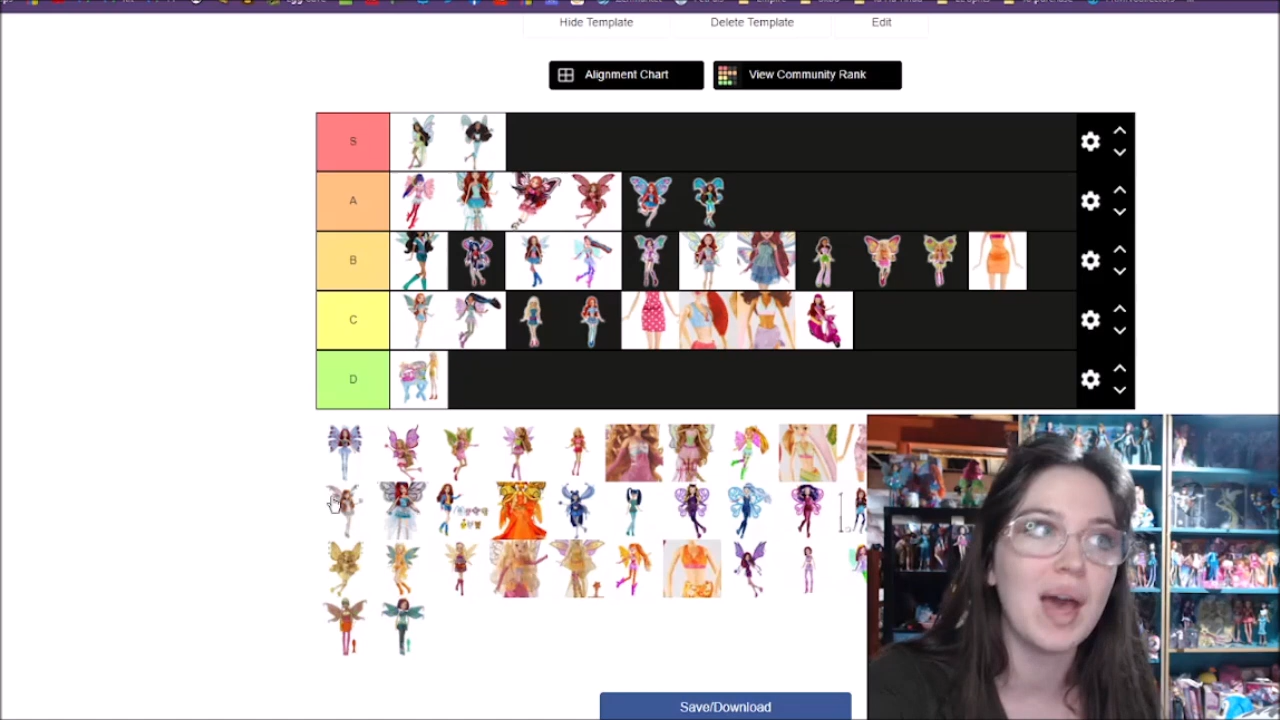 Hide Template
Delete Template
Edit
Alignment Chart
View Community Rank
S
A
B
C
D
Save/Download